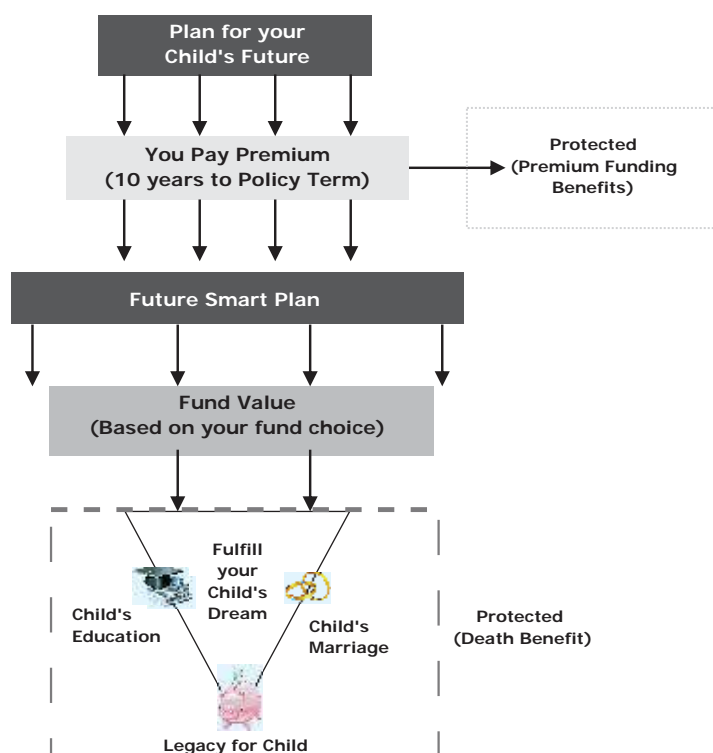 Plan for your
Child's Future
You Pay Premium
(10 years to Policy Term)
Protected
(Premium Funding
Benefits)
Future Smart Plan
Fund Value
(Based on your fund choice)
Fulfill
your
Child's
Dream
Child's
Education
Child's
Marriage
Protected
(Death Benefit)
Legacy for Child